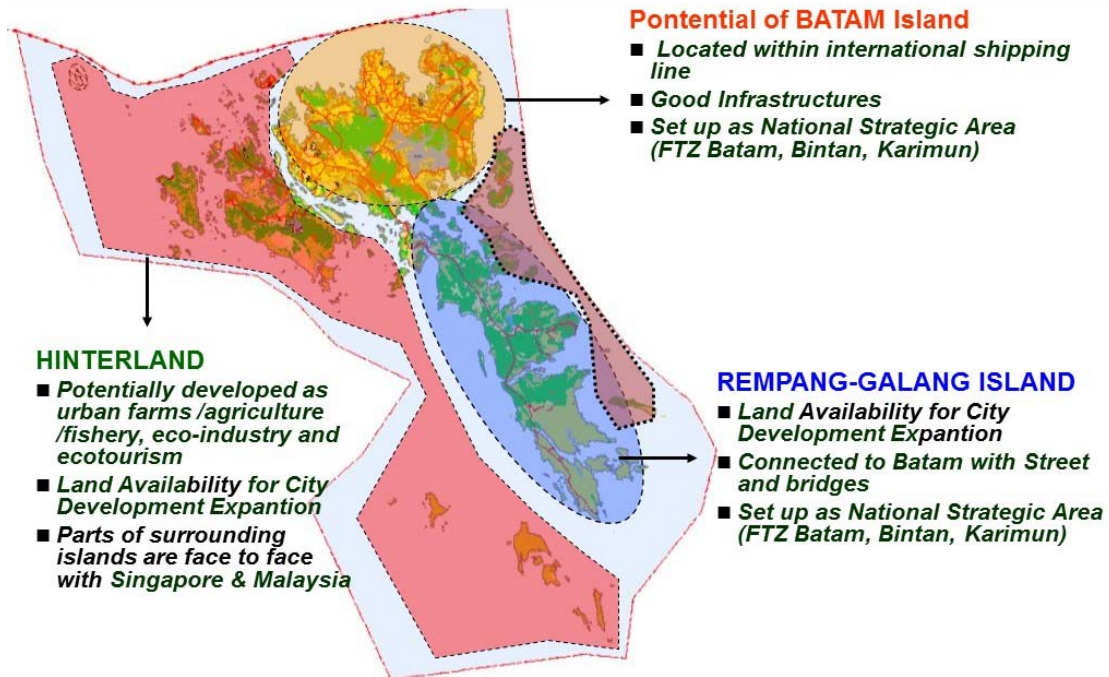 Pontential of BATAM Island
■ Located within international shipping
line
■ Good Infrastructures
■ Set up as National Strategic Area
(FTZ Batam, Bintan, Karimun)
HINTERLAND
■ Potentially developed as
urban farms /agriculture
/fishery, eco-industry and
ecotourism
■ Land Availability for City
Development Expantion
■ Parts of surrounding
islands are face to face
with Singapore & Malaysia
REMPANG-GALANG ISLAND
■ Land Availability for City
Development Expantion
■ Connected to Batam with Street
and bridges
■ Set up as National Strategic Area
(FTZ Batam, Bintan, Karimun)